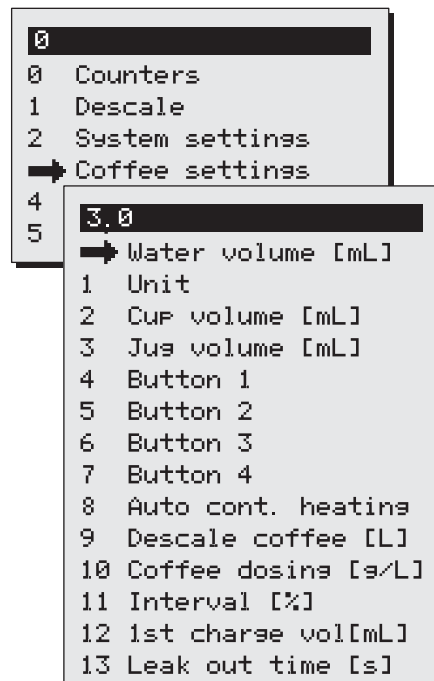 0
0 Counters
1 Descale
2 System settings
Coffee settings
4
5
3.0
Water volume [mL]
1 Unit
2 Cup volume [mL]
3 Jug volume [mL]
4 Button 1
5 Button 2
6 Button 3
7 Button 4
8 Auto cont. heating
9 Descale coffee [L]
10 Coffee dosing [g/L]
11 Interval [%]
12 1st charge vol[mL]
13 Leak out time [s]